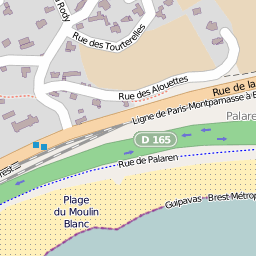 Rody
Rue des Tourterelles
Rue des Alouettes
Rue de la
Ligne de Paris-Montparnasse à B
Palare
D 165
rest
Rue de Palaren
Plage
du Moulin
Blanc
Guipavas
Brest Métrop